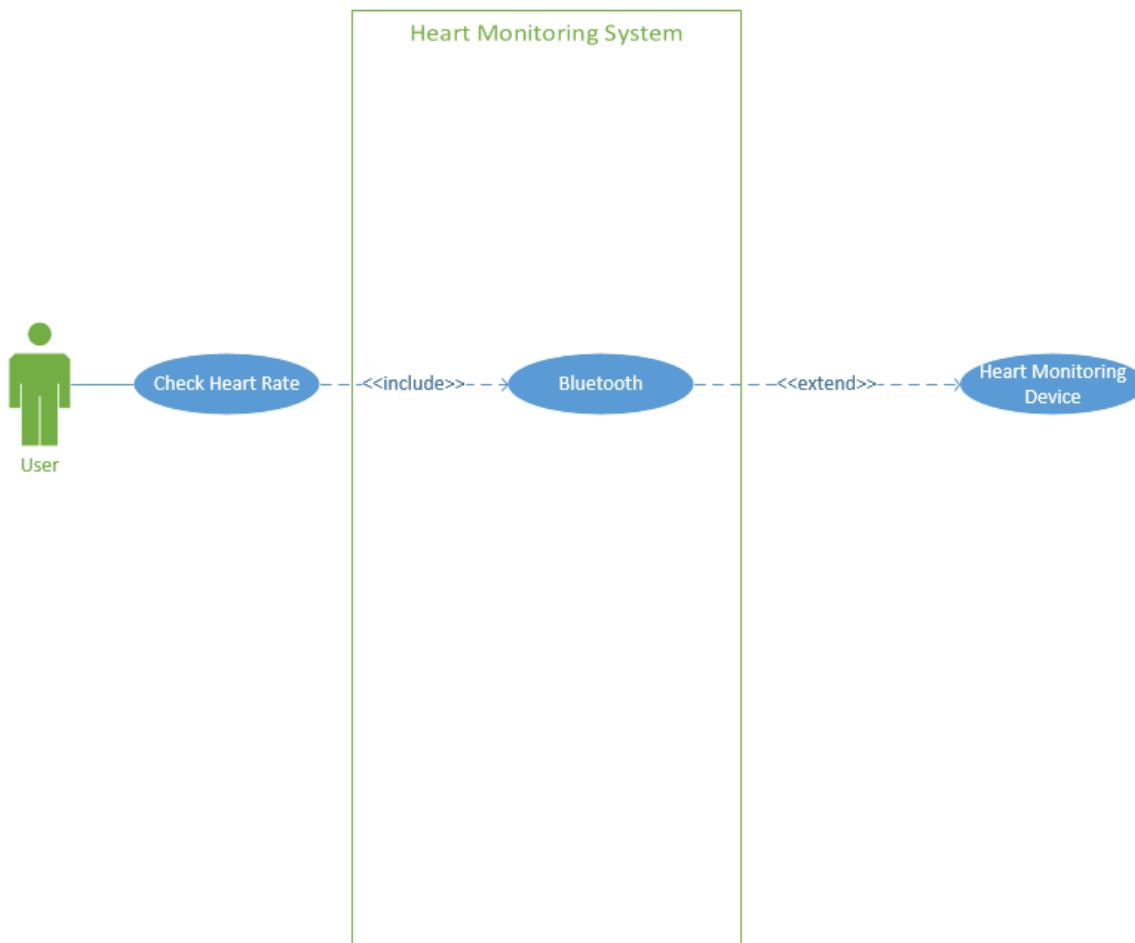 Heart Monitoring System
Check Heart Rate
<<include>>
Bluetooth
<<extend>>
Heart Monitoring
Device
User